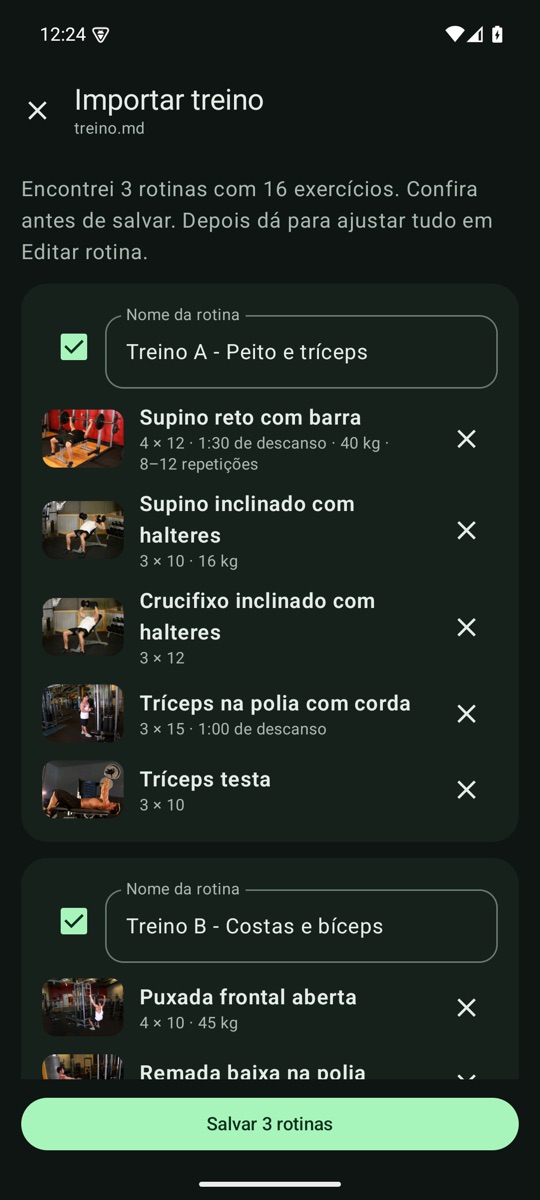 12:24
Importar treino
treino.md
Encontrei 3 rotinas com 16 exercícios. Confira
antes de salvar. Depois dá para ajustar tudo em
Editar rotina.
Nome da rotina
Treino A - Peito e tríceps
Supino reto com barra
4 × 12 · 1:30 de descanso · 40 kg ·
8–12 repetições
Supino inclinado com
halteres
3 × 10 · 16 kg
Crucifixo inclinado com
halteres
3 × 12
Tríceps na polia com corda
3 × 15 · 1:00 de descanso
Tríceps testa
3 × 10
Nome da rotina
Treino B - Costas e bíceps
Puxada frontal aberta
4 × 10 · 45 kg
Remada baixa na polia
Salvar 3 rotinas